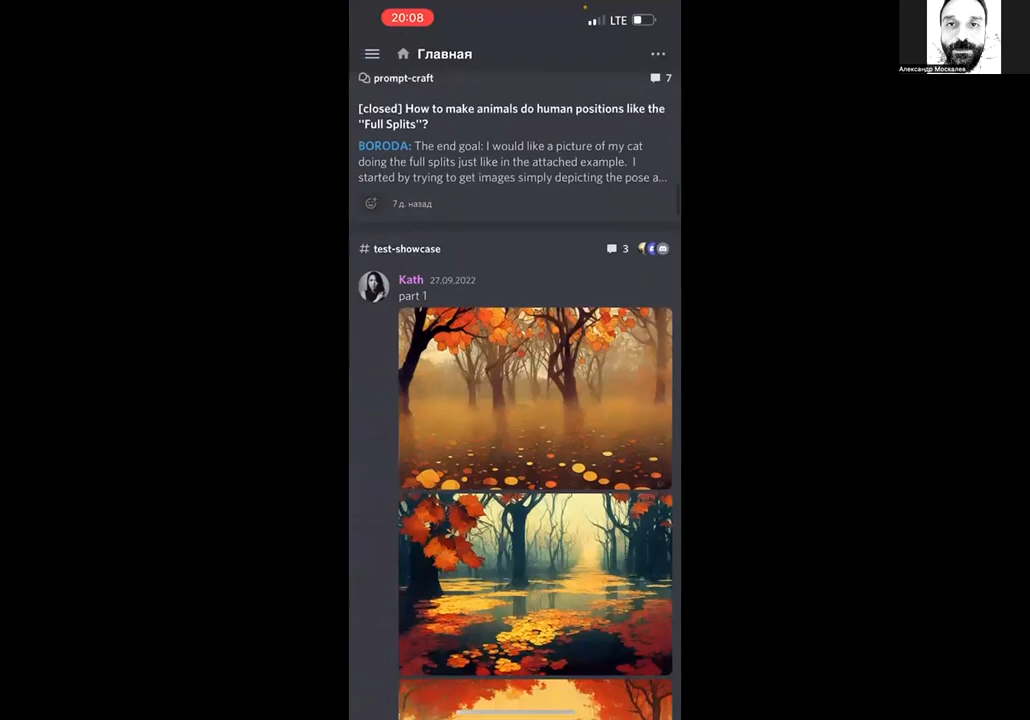 20:08
LTE
Главная
prompt-craft
7
[closed] How to make animals do human positions like the
"Full Splits"?
BORODA: The end goal: I would like a picture of my cat
doing the full splits just like in the attached example. I
started by trying to get images simply depicting the pose a...
7 д. назад
# test-showcase
3
Kath 27.09.2022
part 1
Александр Москалев